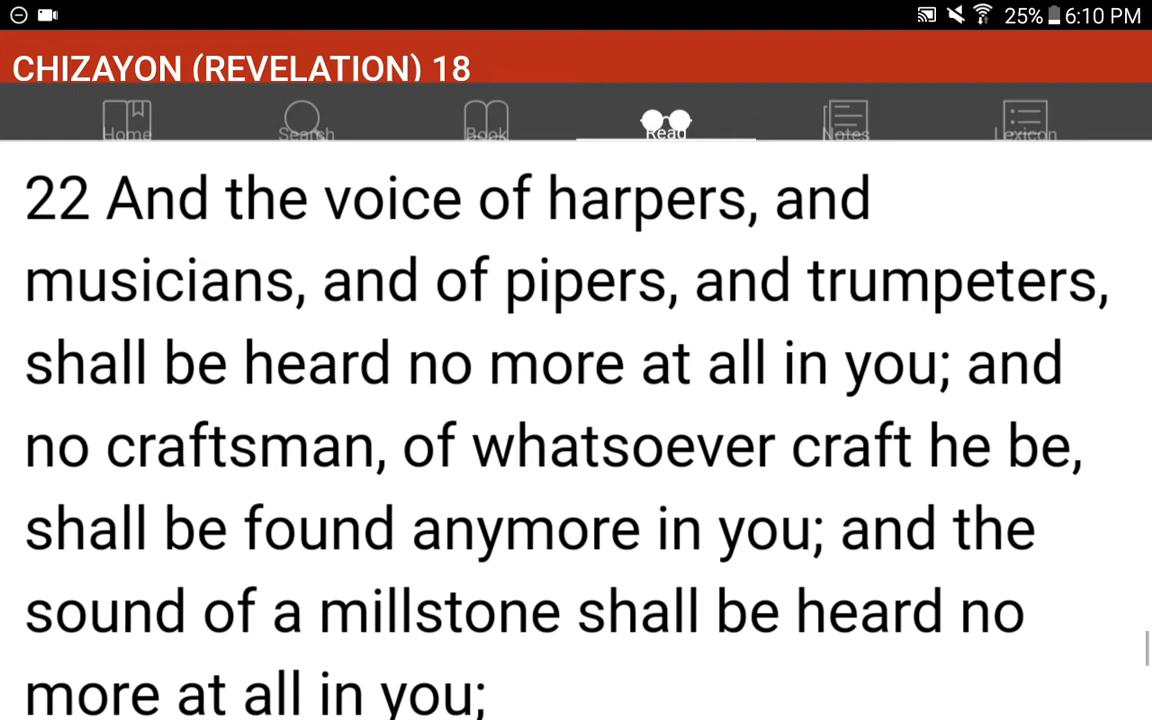 25% 6:10 PM
CHIZAYON (REVELATION) 18
Home Search Book Read Notes Lexicon
22 And the voice of harpers, and
musicians, and of pipers, and trumpeters,
shall be heard no more at all in you; and
no craftsman, of whatsoever craft he be,
shall be found anymore in you; and the
sound of a millstone shall be heard no
more at all in you;